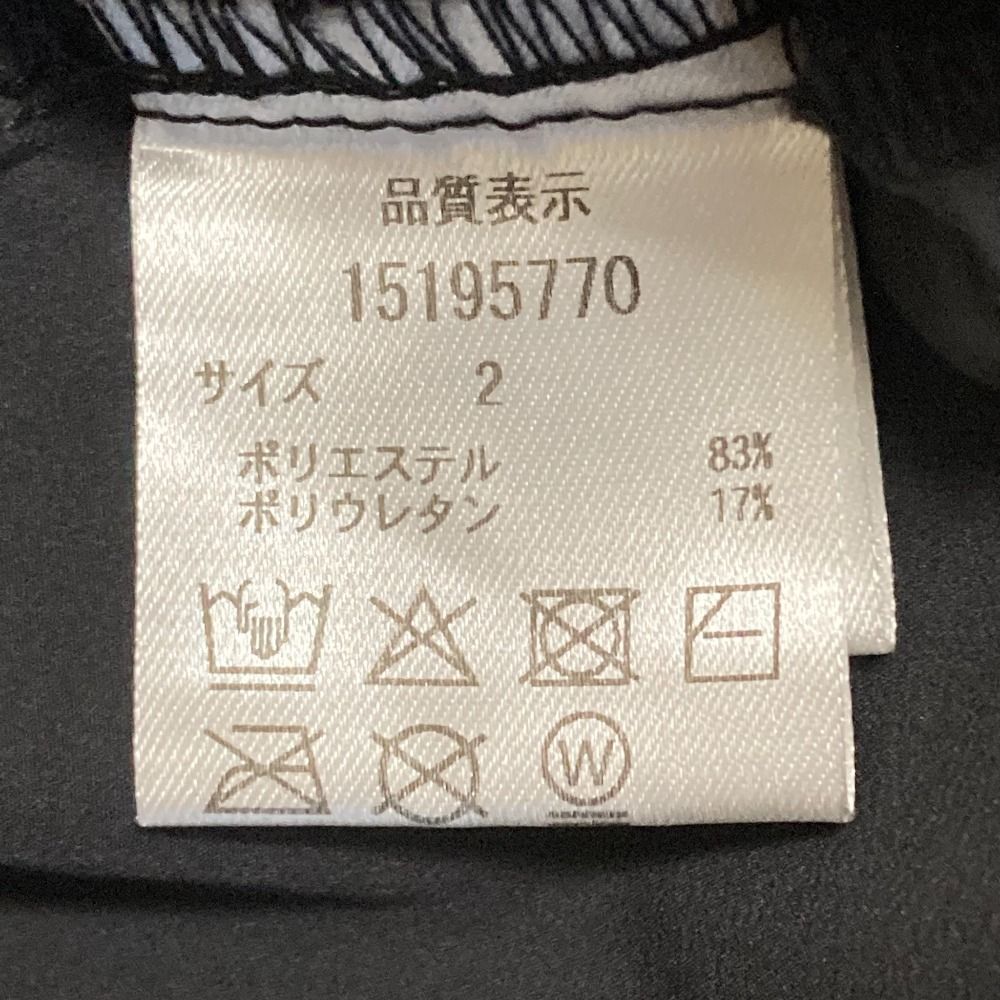 品質表示
15195770
サイズ 2
ポリエステル 83%
ポリウレタン 17%
W